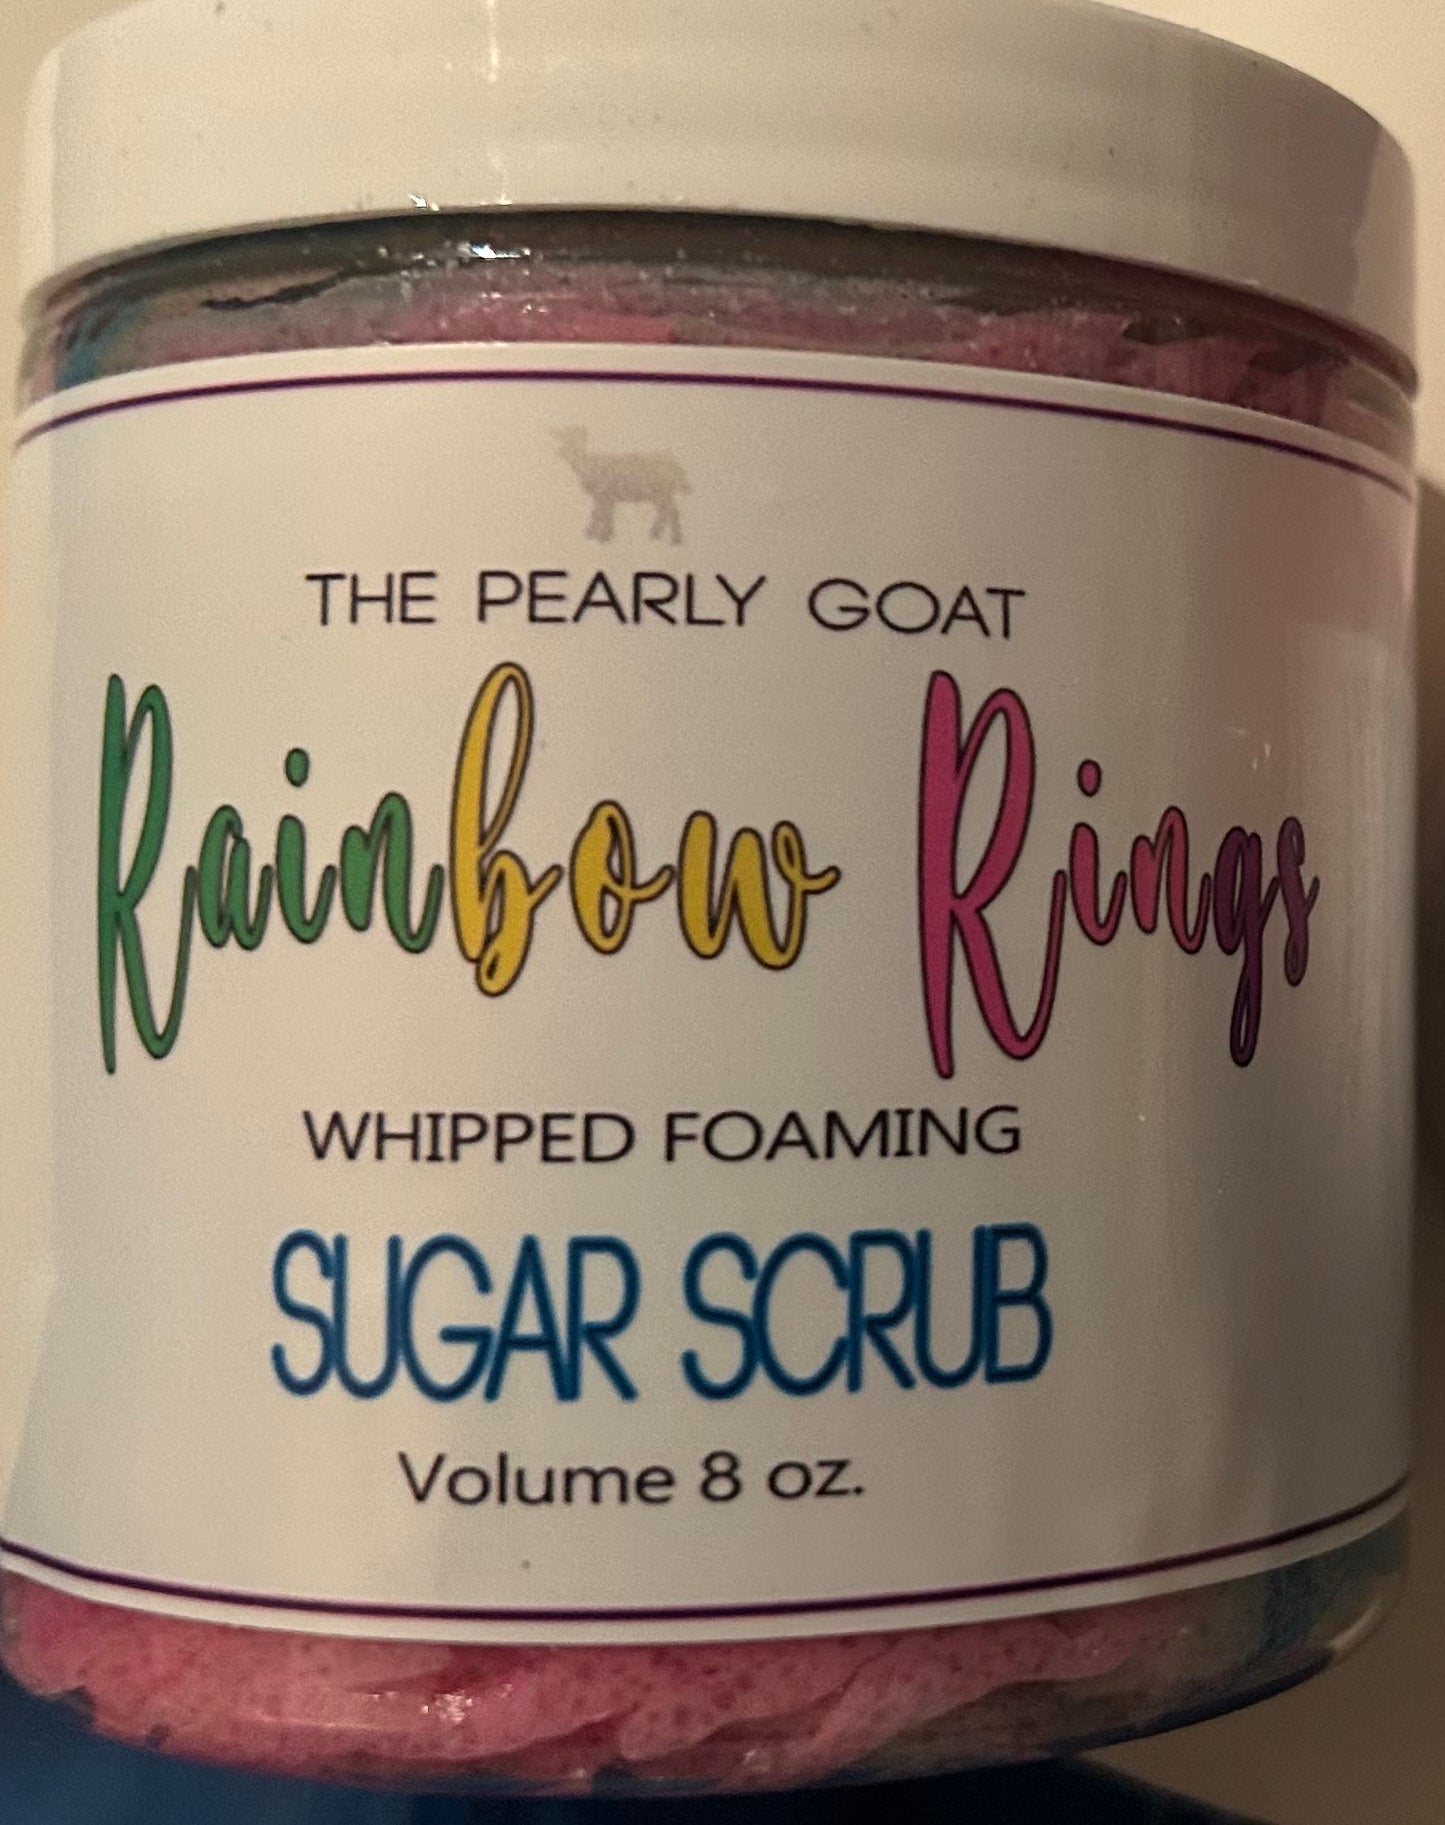 THE PEARLY GOAT
Rainbow Rings
WHIPPED FOAMING
SUGAR SCRUB
Volume 8 oz.